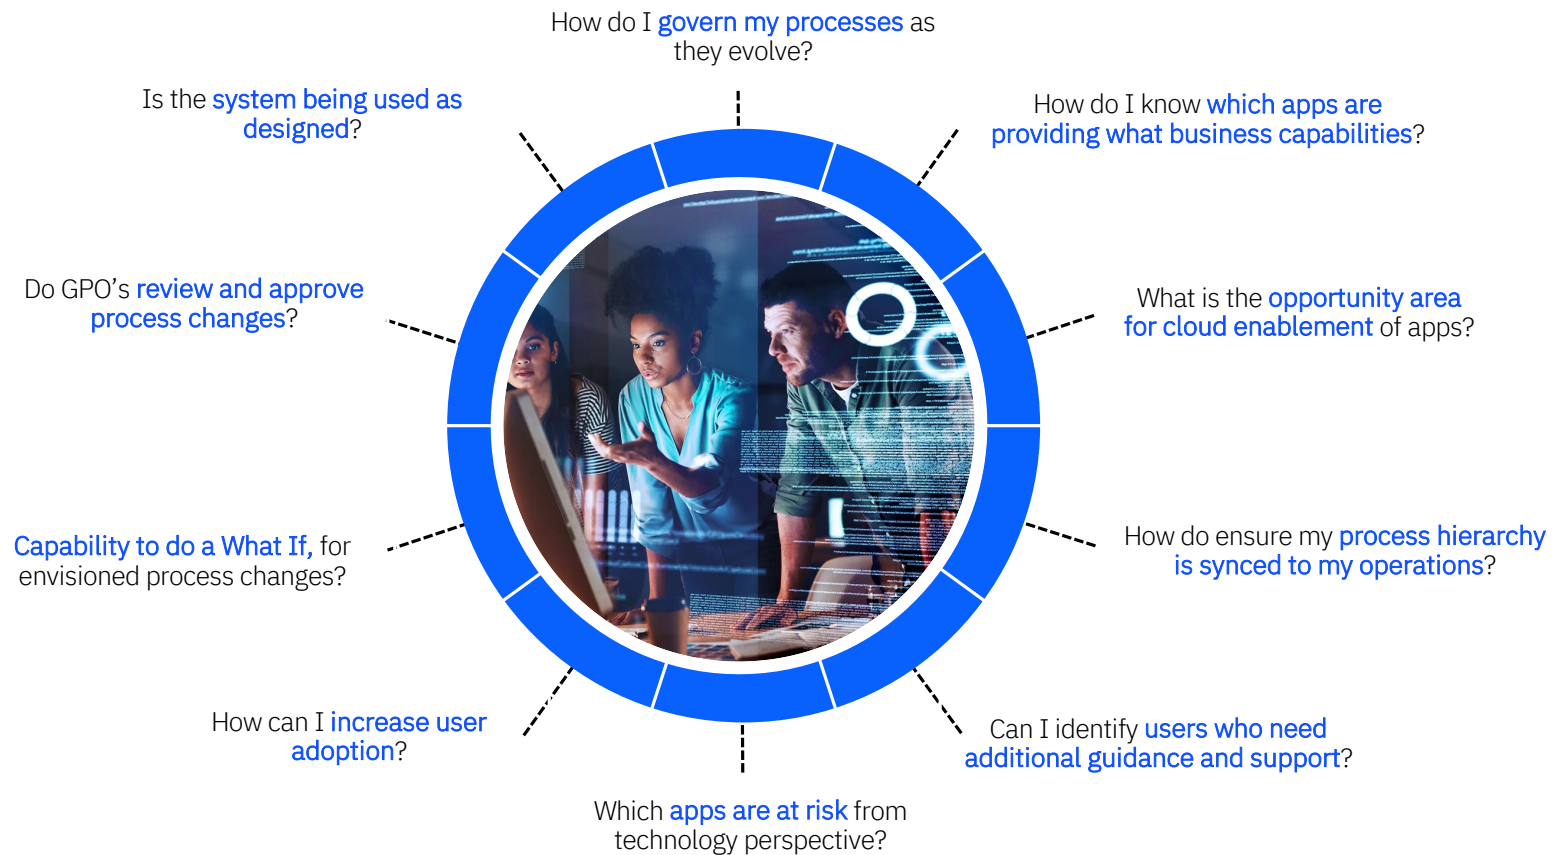 How do I govern my processes as
they evolve?
Is the system being used as
designed?
How do I know which apps are
providing what business capabilities?
Do GPO’s review and approve
process changes?
What is the opportunity area
for cloud enablement of apps?
Capability to do a What If, for
envisioned process changes?
How do ensure my process hierarchy
is synced to my operations?
How can I increase user
adoption?
Can I identify users who need
additional guidance and support?
Which apps are at risk from
technology perspective?